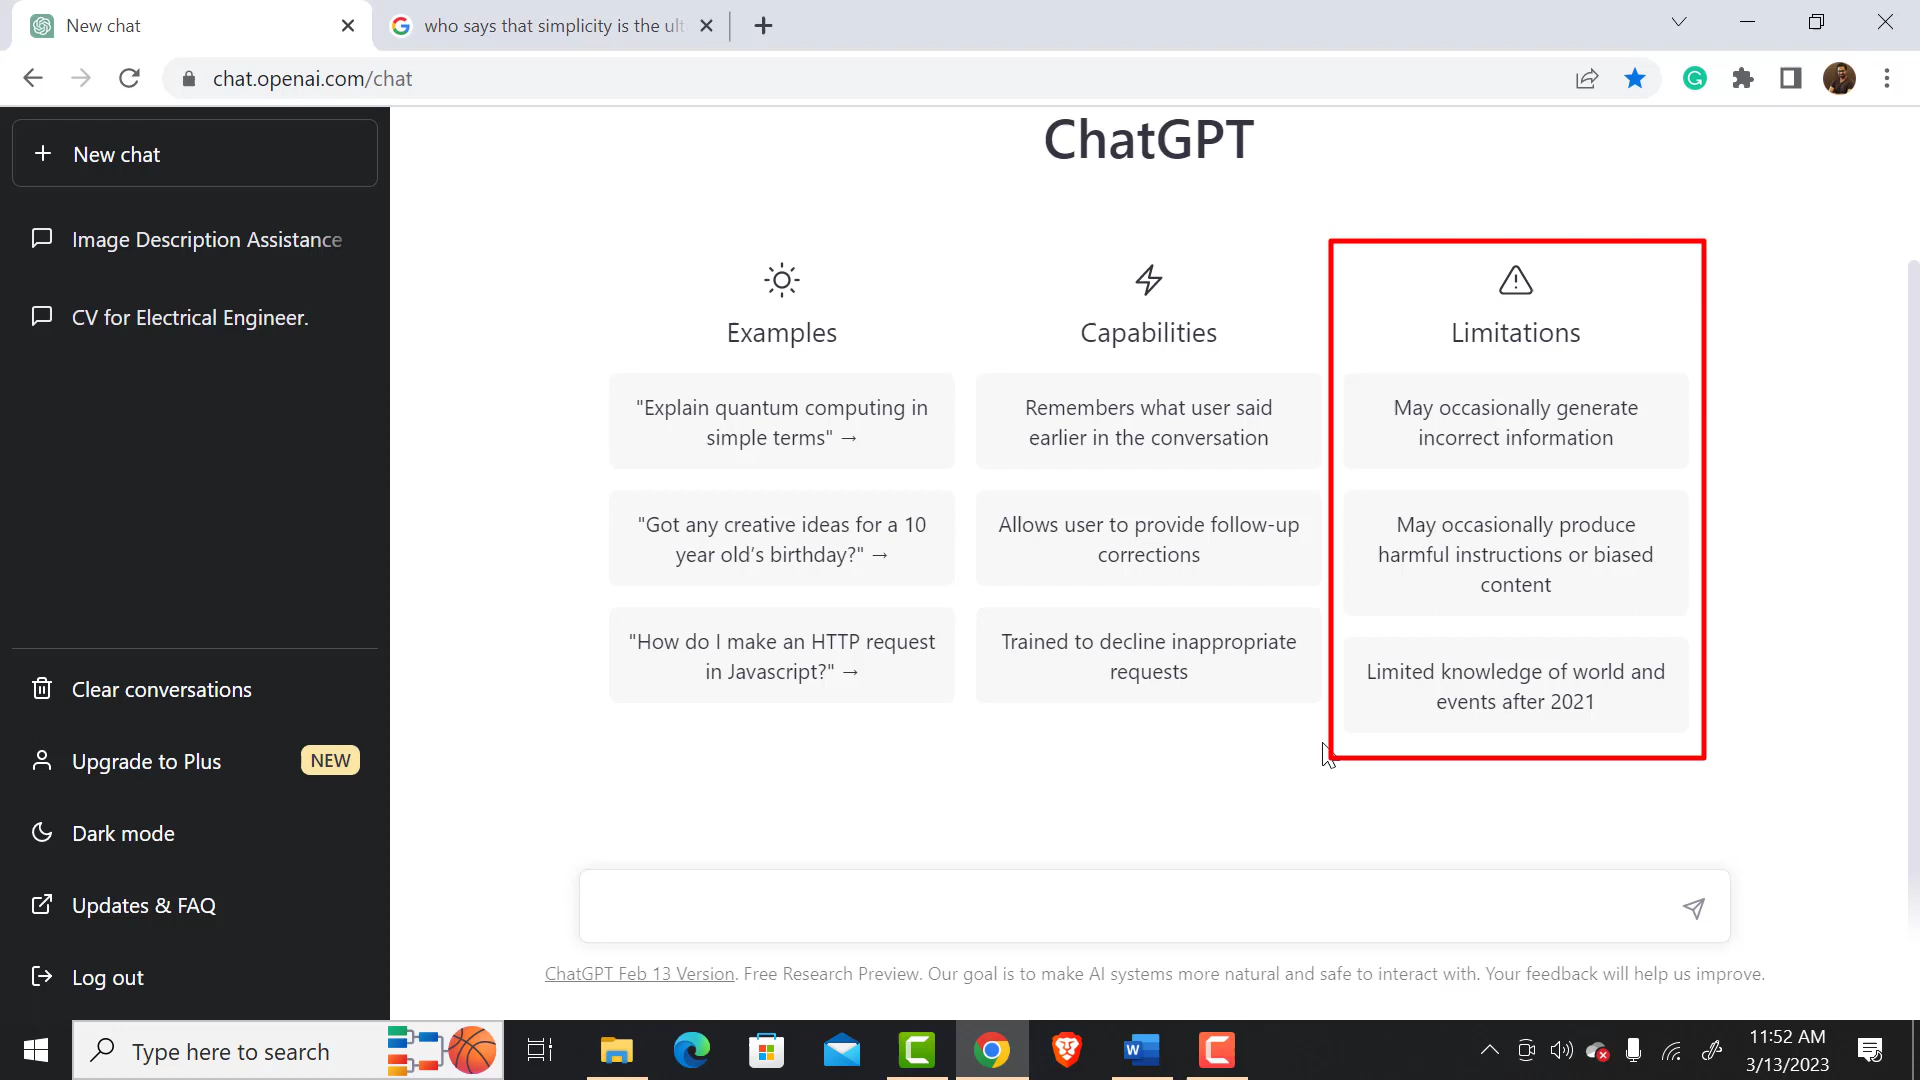 New chat
who says that simplicity is the ult
chat.openai.com/chat
New chat
Image Description Assistance
CV for Electrical Engineer.
Clear conversations
Upgrade to Plus
NEW
Dark mode
Updates & FAQ
Log out
ChatGPT
Examples
"Explain quantum computing in
simple terms" →
"Got any creative ideas for a 10
year old's birthday?" →
"How do I make an HTTP request
in Javascript?" →
Capabilities
Remembers what user said
earlier in the conversation
Allows user to provide follow-up
corrections
Trained to decline inappropriate
requests
Limitations
May occasionally generate
incorrect information
May occasionally produce
harmful instructions or biased
content
Limited knowledge of world and
events after 2021
ChatGPT Feb 13 Version. Free Research Preview. Our goal is to make AI systems more natural and safe to interact with. Your feedback will help us improve.
Type here to search
11:52 AM
3/13/2023